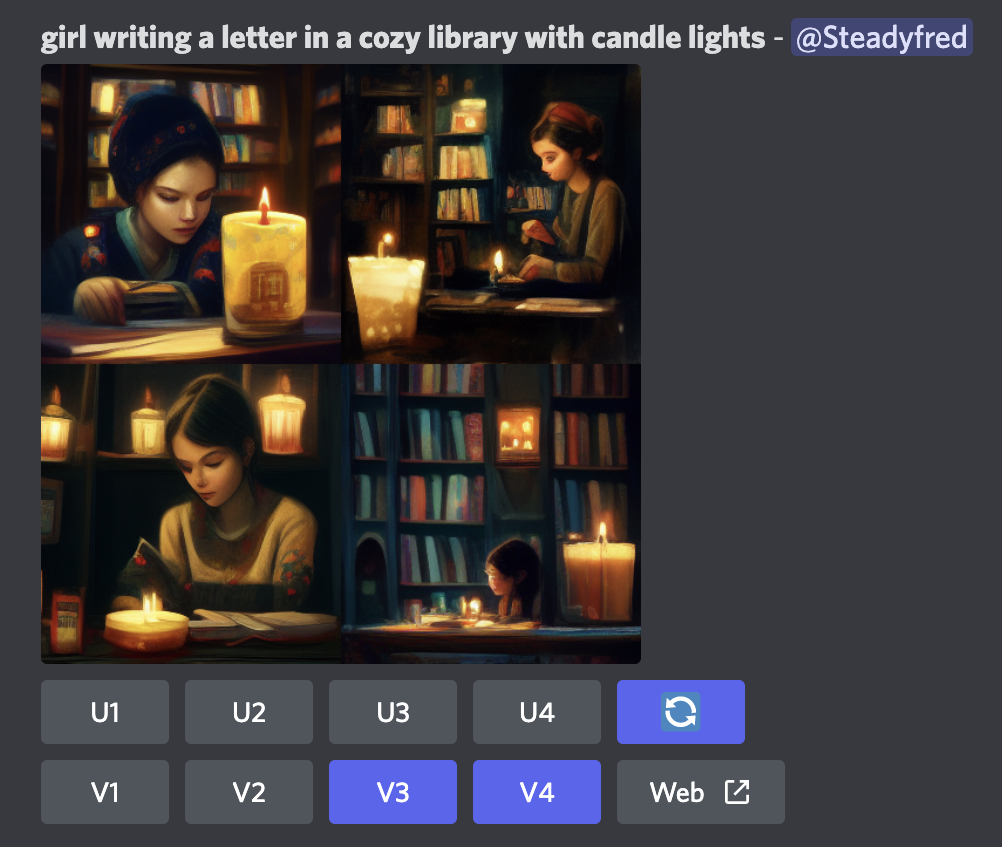 girl writing a letter in a cozy library with candle lights - @Steadyfred
U1 U2 U3 U4
V1 V2 V3 V4 Web